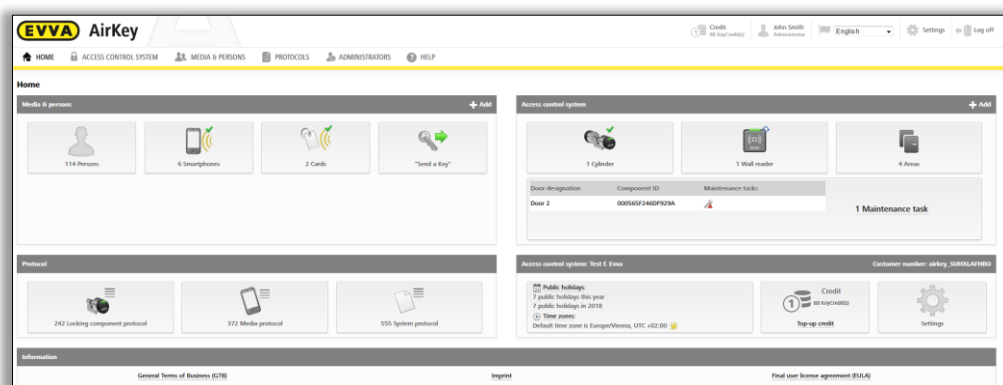 EVVA AirKey
Credit
88 KeyCredit(s)
John Smith
Administrator
English
Settings
Log off
HOME ACCESS CONTROL SYSTEM MEDIA & PERSONS PROTOCOLS ADMINISTRATORS HELP
Home
Media & persons Add
114 Persons 6 Smartphones 2 Cards "Send a Key"
Access control system Add
1 Cylinder 1 Wall reader 4 Areas
Door designation Component ID Maintenance tasks
Door 2 000565F246DF929A
1 Maintenance task
Protocol
242 Locking component protocol 372 Media protocol 555 System protocol
Access control system: Test f. Evva Customer number: airkey_SUHXLAFHBO
Public holidays:
7 public holidays this year
7 public holidays in 2018
Time zones:
Default time zone is Europe/Vienna, UTC +02:00
1
Credit
88 KeyCredit(s)
Top-up credit
Settings
Information
General Terms of Business (GTB) Imprint Final user license agreement (EULA)